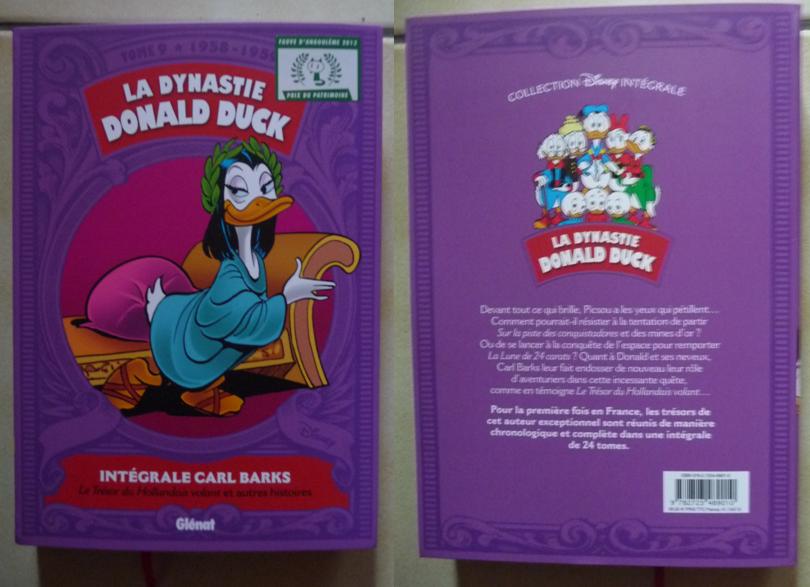 TOME 9 ★ 1958 - 1959
FAUVE D'ANGOULÊME 2012
PRIX DU PATRIMOINE
LA DYNASTIE
DONALD DUCK
INTÉGRALE CARL BARKS
Le Trésor du Hollandais volant et autres histoires
Glénat
COLLECTION Disney INTÉGRALE
LA DYNASTIE
DONALD DUCK
Devant tout ce qui brille, Picsou a les yeux qui pétillent....
Comment pourrait-il résister à la tentation de partir
Sur la piste des conquistadores et des mines d'or ?
Ou de se lancer à la conquête de l'espace pour remporter
La Lune de 24 carats ? Quant à Donald et ses neveux,
Carl Barks leur fait endosser de nouveau leur rôle
d'aventuriers dans cette incessante quête,
comme en témoigne Le Trésor du Hollandais volant....
Pour la première fois en France, les trésors de
cet auteur exceptionnel sont réunis de manière
chronologique et complète dans une intégrale
de 24 tomes.
9 782723 489010